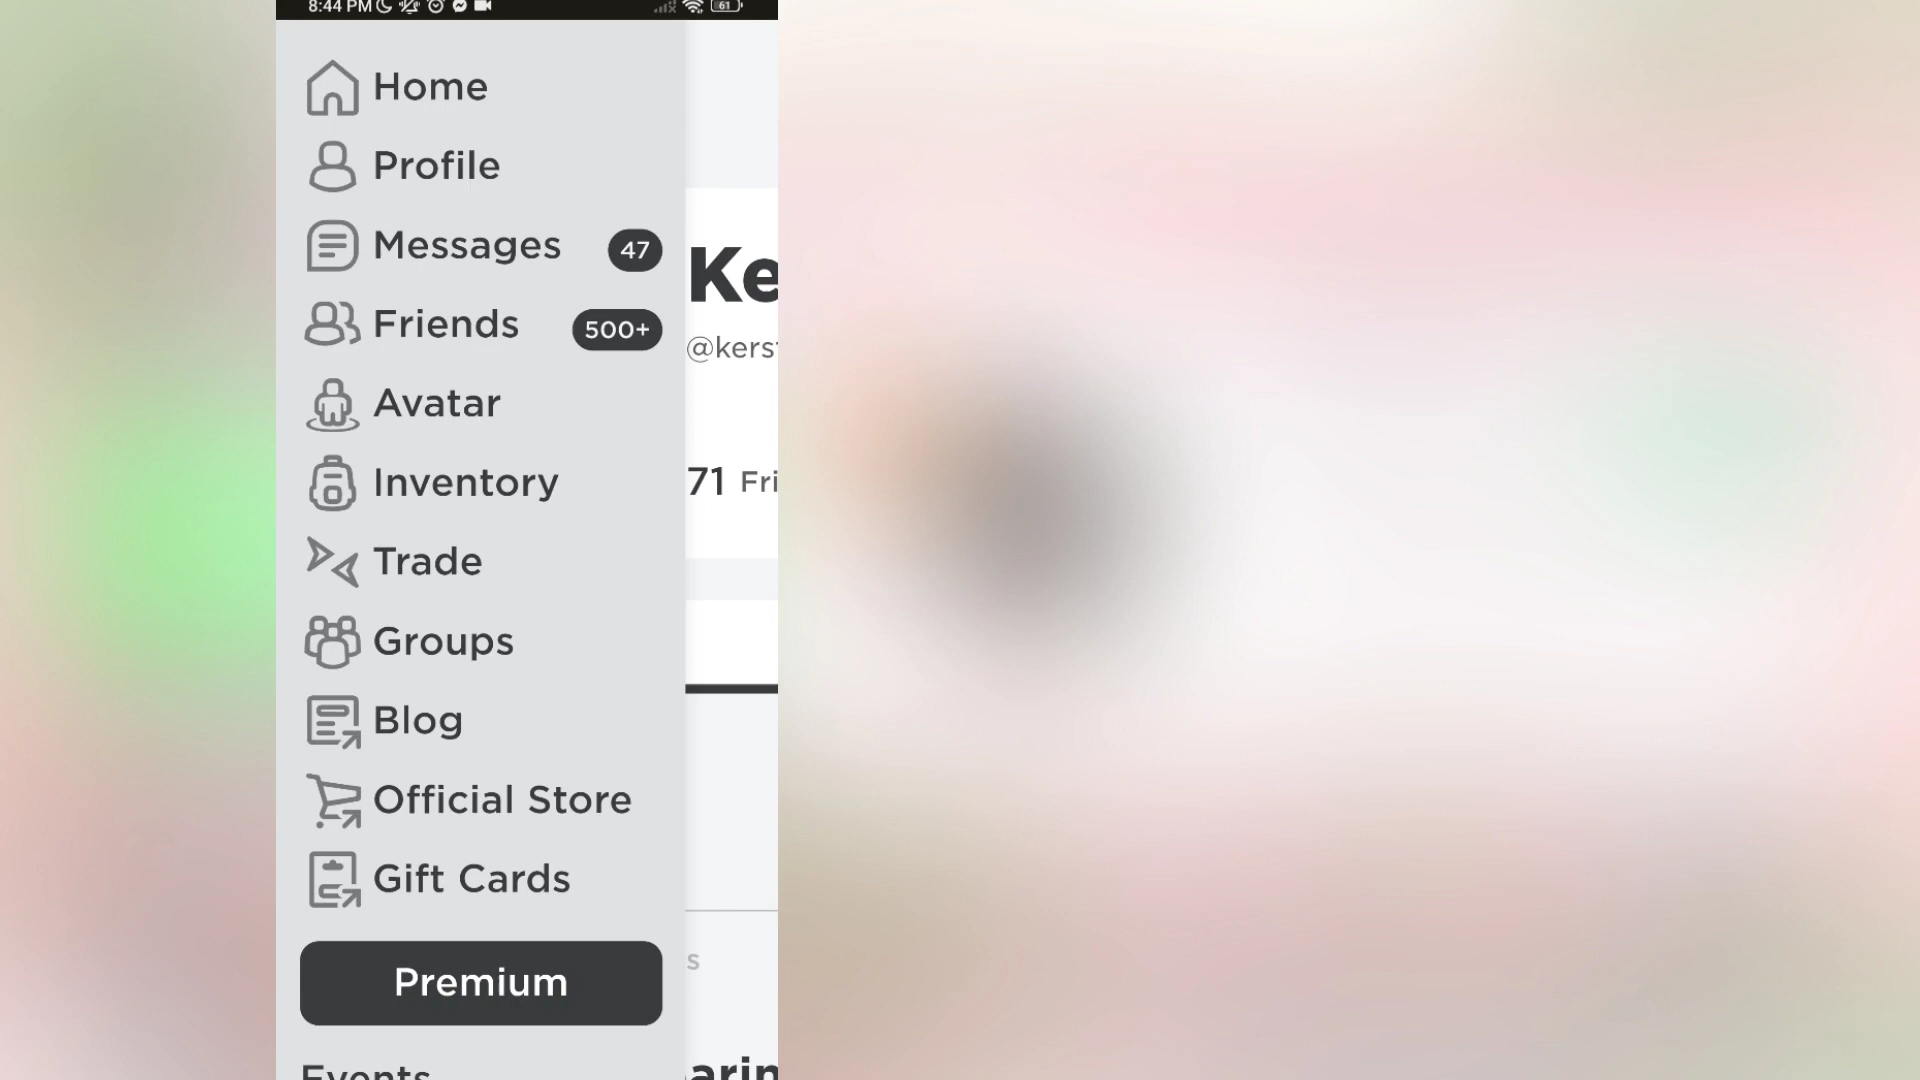 8:44 PM
61
Home
Profile
Messages 47
Friends 500+
Avatar
Inventory
Trade
Groups
Blog
Official Store
Gift Cards
Premium
Events
Ke
@kers
71 Fri
s
arin